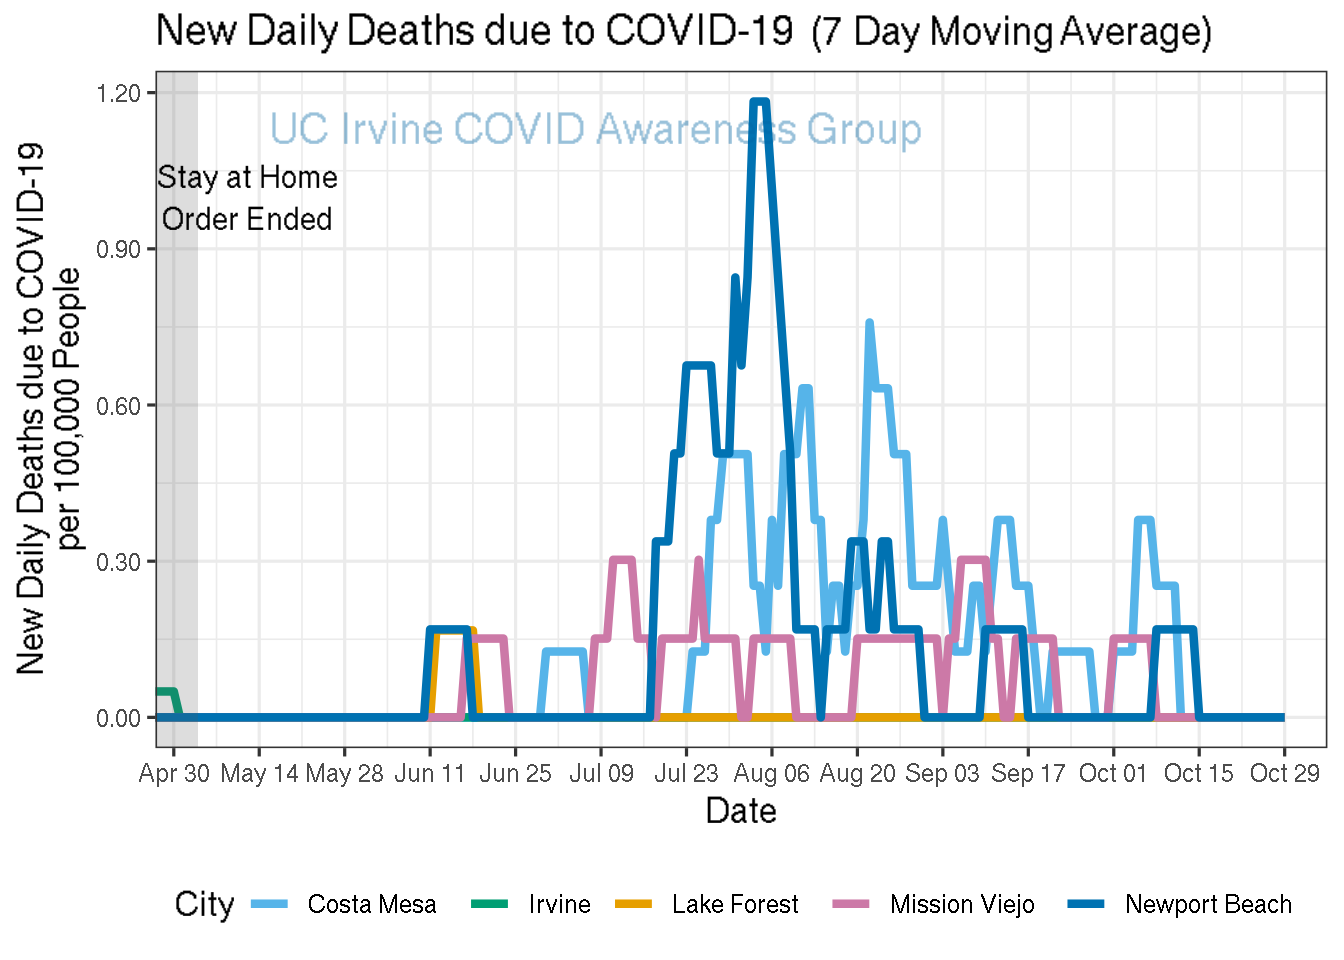 New Daily Deaths due to COVID-19 (7 Day Moving Average)
New Daily Deaths due to COVID-19
per 100,000 People
1.20
0.90
0.60
0.30
0.00
UC Irvine COVID Awareness Group
Stay at Home
Order Ended
Apr 30 May 14 May 28 Jun 11 Jun 25 Jul 09 Jul 23 Aug 06 Aug 20 Sep 03 Sep 17 Oct 01 Oct 15 Oct 29
Date
City Costa Mesa Irvine Lake Forest Mission Viejo Newport Beach